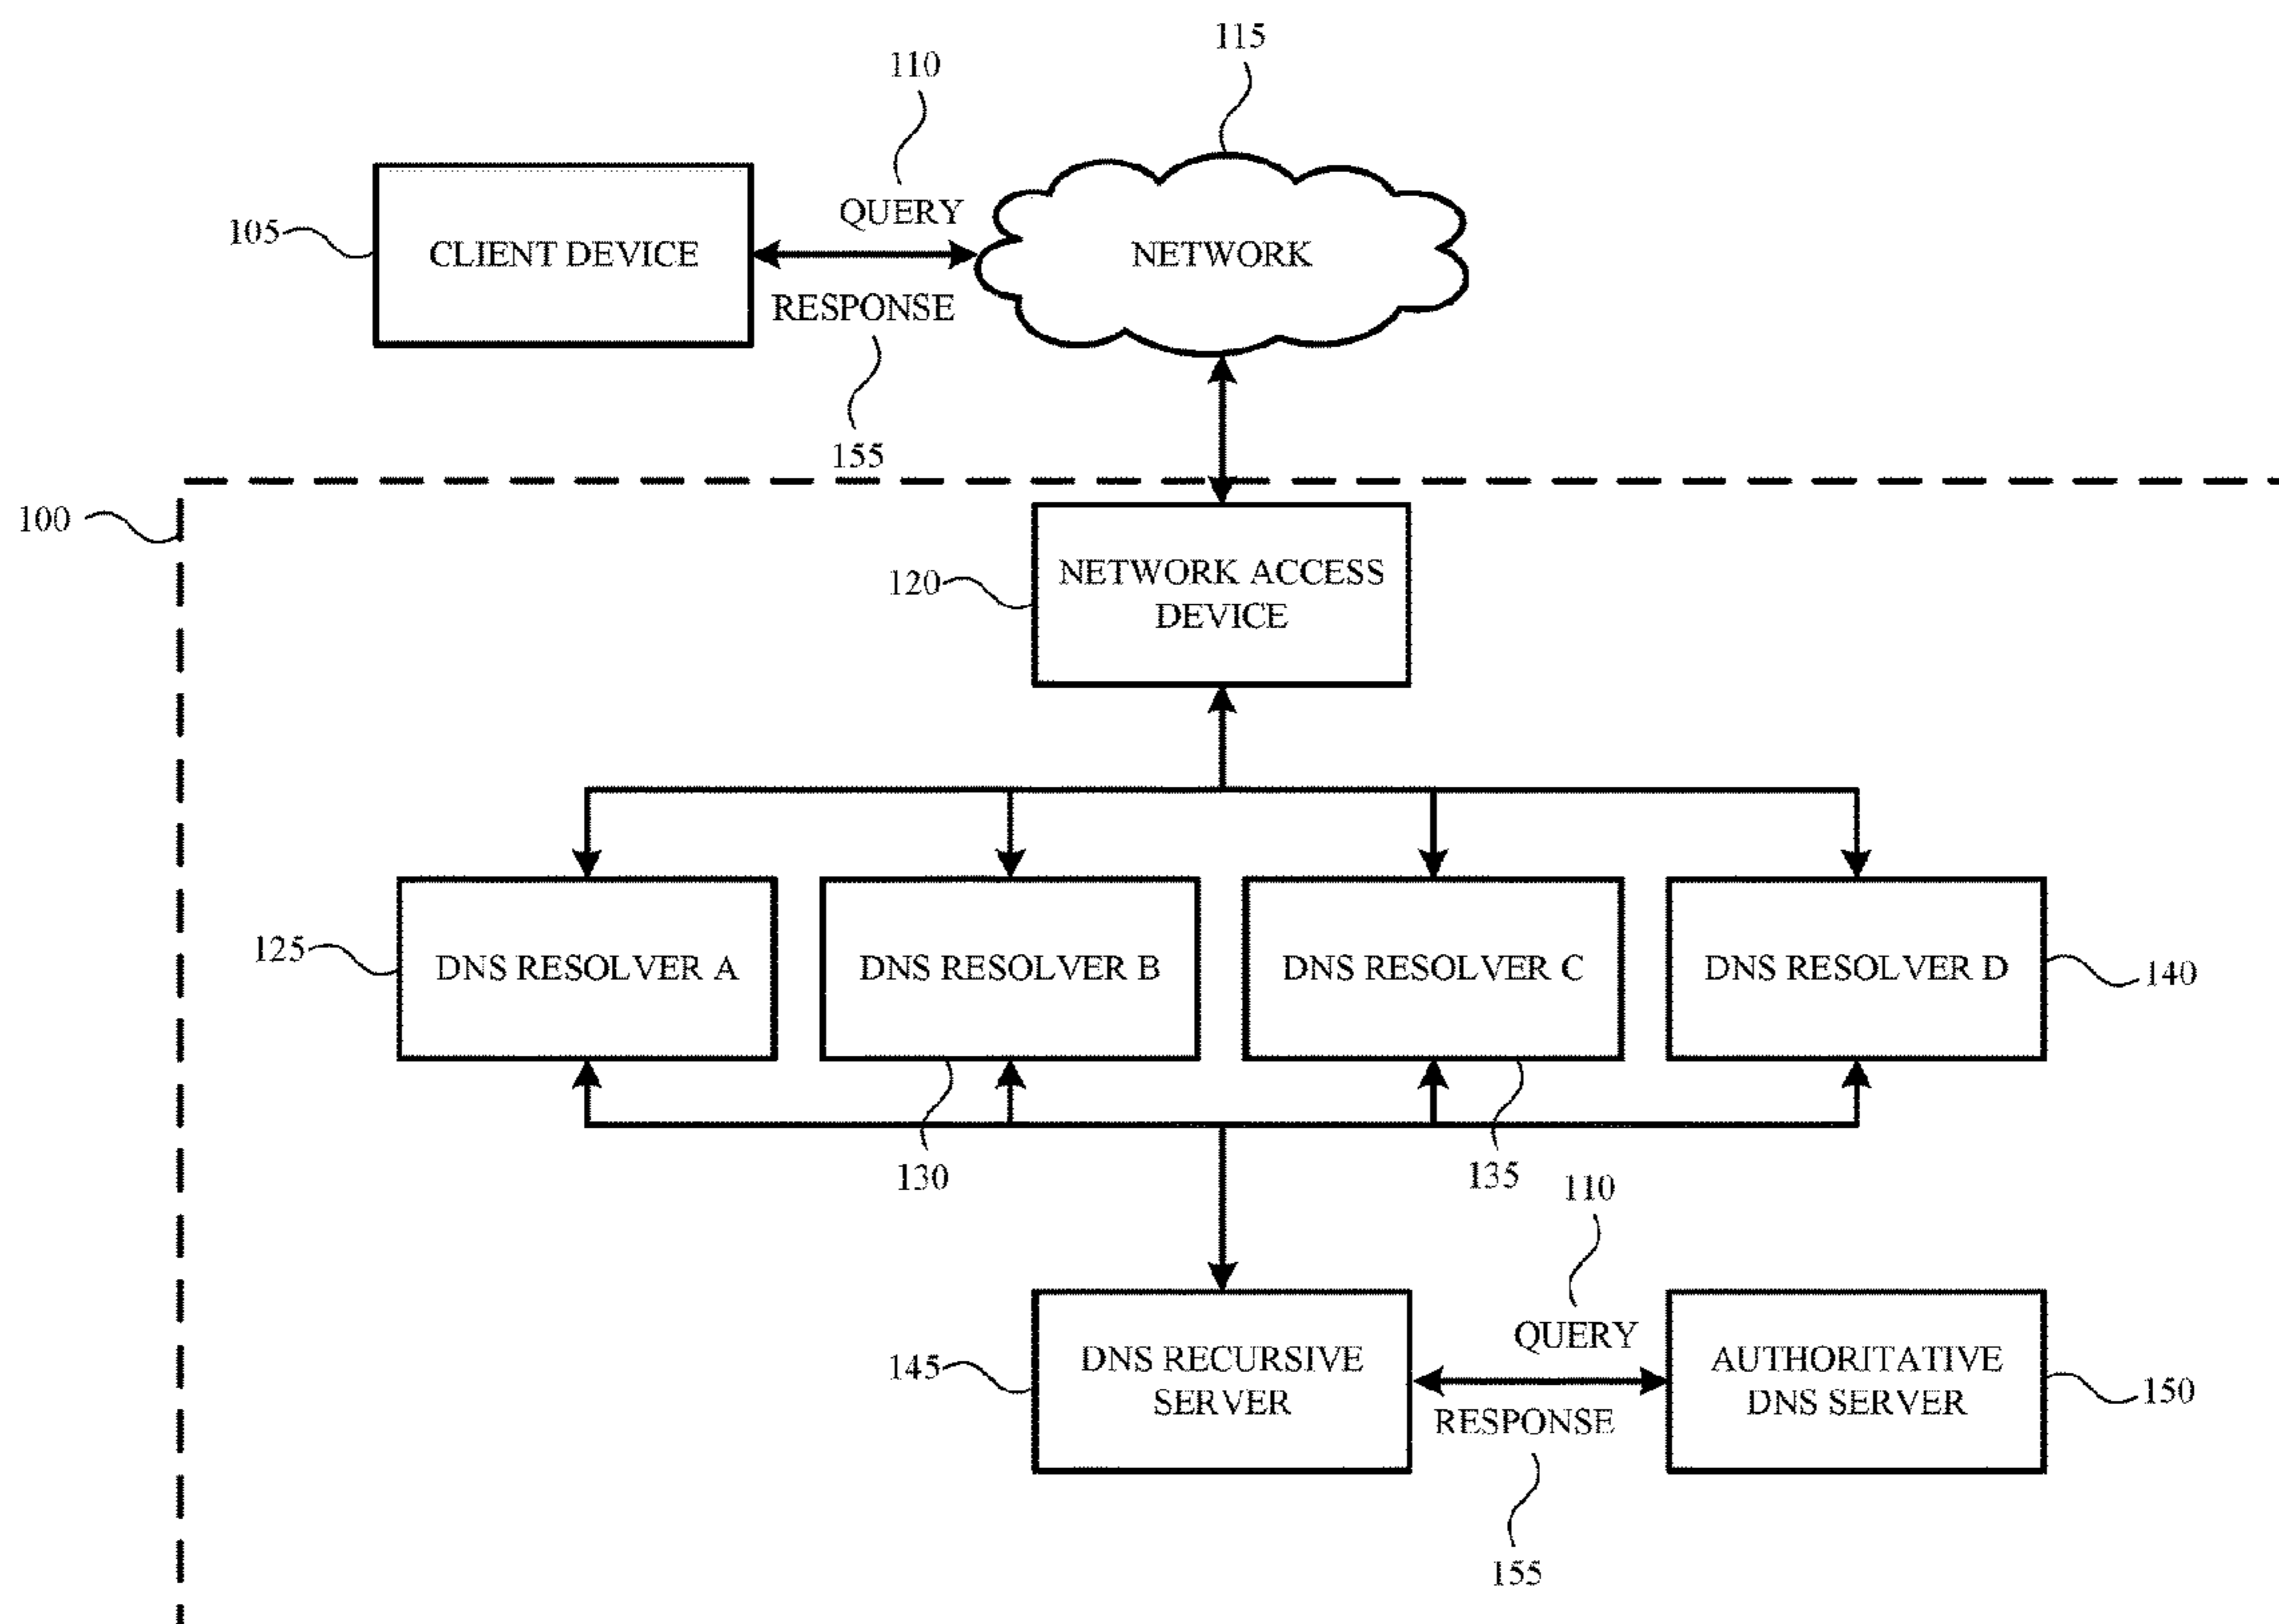 115
110
QUERY
105
CLIENT DEVICE
NETWORK
RESPONSE
155
100
120
NETWORK ACCESS
DEVICE
125
DNS RESOLVER A
DNS RESOLVER B
DNS RESOLVER C
DNS RESOLVER D
140
130
135
110
QUERY
145
DNS RECURSIVE
SERVER
AUTHORITATIVE
DNS SERVER
150
RESPONSE
155